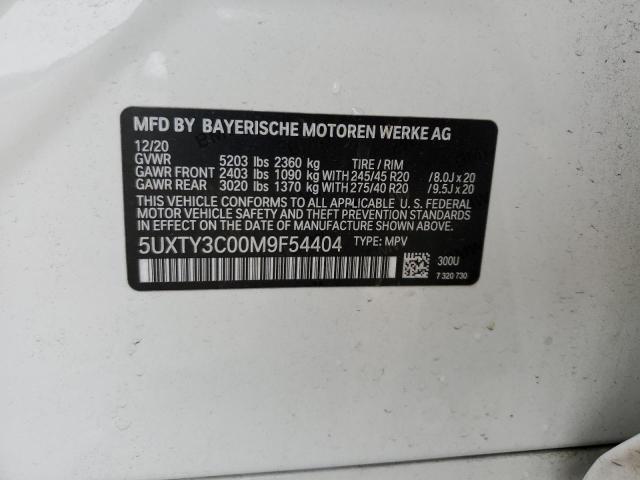 MFD BY BAYERISCHE MOTOREN WERKE AG
12/20
GVWR 5203 lbs 2360 kg TIRE / RIM
GAWR FRONT 2403 lbs 1090 kg WITH 245/45 R20 /8.0J x 20
GAWR REAR 3020 lbs 1370 kg WITH 275/40 R20 /9.5J x 20
THIS VEHICLE CONFORMS TO ALL APPLICABLE U. S. FEDERAL
MOTOR VEHICLE SAFETY, BUMPER, AND THEFT PREVENTION STANDARDS
IN EFFECT ON THE DATE OF MANUFACTURE SHOWN ABOVE.
5UXTY3C00M9F54404 TYPE: MPV
300U
7 320 730